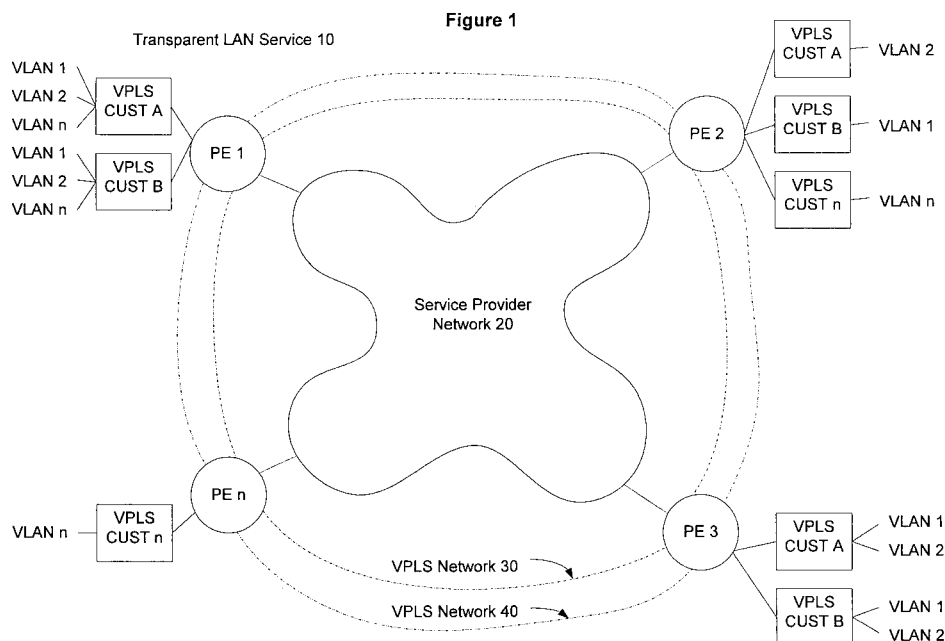 Figure 1
Transparent LAN Service 10
VLAN 1
VLAN 2
VLAN n
VPLS
CUST A
VLAN 1
VLAN 2
VLAN n
VPLS
CUST B
PE 1
PE 2
VPLS
CUST A
VLAN 2
VPLS
CUST B
VLAN 1
VPLS
CUST n
VLAN n
Service Provider
Network 20
PE n
VLAN n
VPLS
CUST n
PE 3
VPLS
CUST A
VLAN 1
VLAN 2
VPLS
CUST B
VLAN 1
VLAN 2
VPLS Network 30
VPLS Network 40